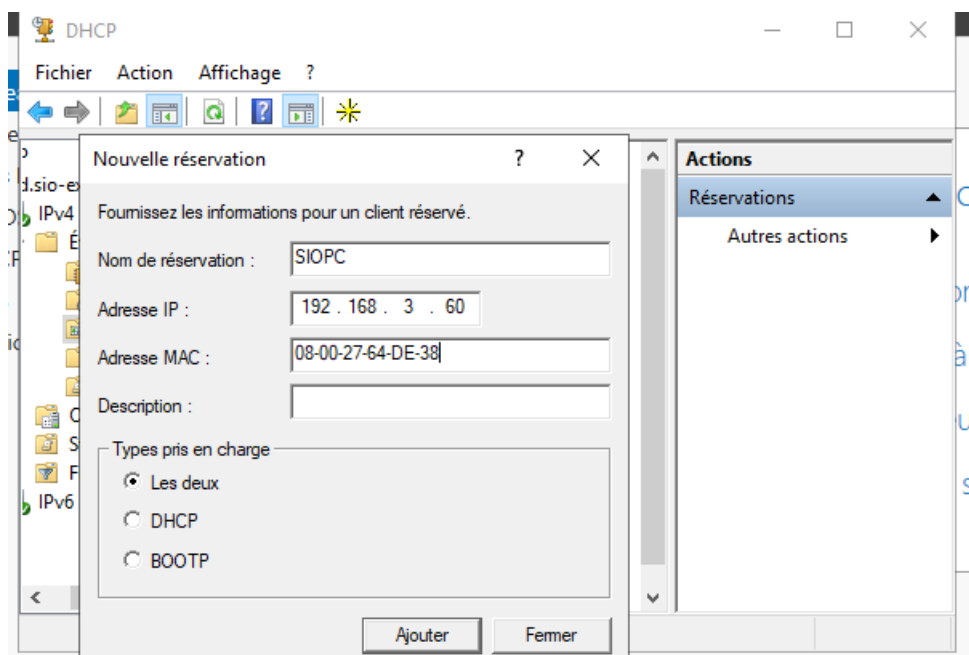 DHCP
Fichier Action Affichage ?
Nouvelle réservation ?
Fournissez les informations pour un client réservé.
Nom de réservation : SIOPC
Adresse IP : 192 . 168 . 3 . 60
Adresse MAC : 08-00-27-64-DE-38
Description :
Types pris en charge
Les deux
DHCP
BOOTP
Ajouter Fermer
d.sio-ex
IPv4
IPv6
Actions
Réservations
Autres actions